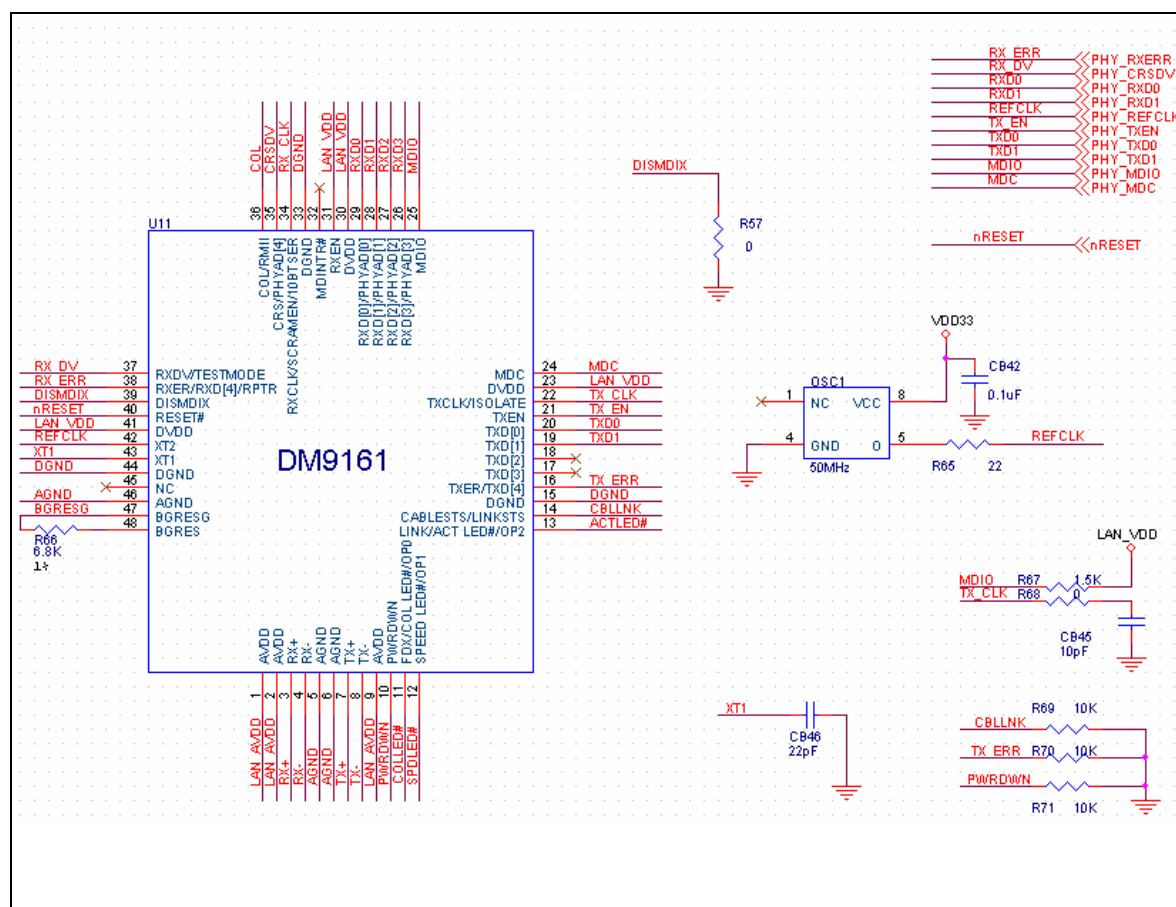 RX_ERR
PHY_RXERR
RX_DV
PHY_CRSDV
RXD0
PHY_RXD0
RXD1
PHY_RXD1
REFCLK
PHY_REFCLK
TX_EN
PHY_TXEN
TXD0
PHY_TXD0
TXD1
PHY_TXD1
MDIO
PHY_MDIO
MDC
PHY_MDC
nRESET
nRESET
COL
CRSDV
RX_CLK
DGND
LAN_VDD
LAN_VDD
RXD0
RXD1
RXD2
RXD3
MDIO
36
35
34
33
32
31
30
29
28
27
26
25
U11
COL/RMII
CRS/PHYAD[4]
RXCLK/SCRAMEN/10BTSER
DGND
MDINTR#
RXEN
DVDD
RXD[0]/PHYAD[0]
RXD[1]/PHYAD[1]
RXD[2]/PHYAD[2]
RXD[3]/PHYAD[3]
MDIO
RX_DV 37 RXDV/TESTMODE
RX_ERR 38 RXER/RXD[4]/RPTR
DISMDIX 39 DISMDIX
nRESET 40 RESET#
LAN_VDD 41 DVDD
REFCLK 42 XT2
XT1 43 XT1
DGND 44 DGND
45 NC
AGND 46 AGND
BGRESG 47 BGRESG
48 BGRES
R66
6.8K
1%
DM9161
MDC 24 MDC
DVDD 23 LAN_VDD
TXCLK/ISOLATE 22 TX_CLK
TXEN 21 TX_EN
TXD[0] 20 TXD0
TXD[1] 19 TXD1
TXD[2] 18
TXD[3] 17
TXER/TXD[4] 16 TX_ERR
DGND 15 DGND
CABLESTS/LINKSTS 14 CBLLNK
LINK/ACT LED#/OP2 13 ACTLED#
AVDD
AVDD
RX+
RX-
AGND
AGND
TX+
TX-
AVDD
PWRDWN
FDX/COL LED#/OP0
SPEED LED#/OP1
1
2
3
4
5
6
7
8
9
10
11
12
LAN_AVDD
LAN_AVDD
RX+
RX-
AGND
AGND
TX+
TX-
LAN_AVDD
PWRDWN
COLLED#
SPDLED#
DISMDIX
R57
0
VDD33
CB42
0.1uF
OSC1
1 NC VCC 8
4 GND O 5
50MHz
R65 22
REFCLK
LAN_VDD
MDIO R67 1.5K
TX_CLK R68 0
CB45
10pF
XT1
CB46
22pF
R69 10K
CBLLNK
TX_ERR R70 10K
PWRDWN
R71 10K